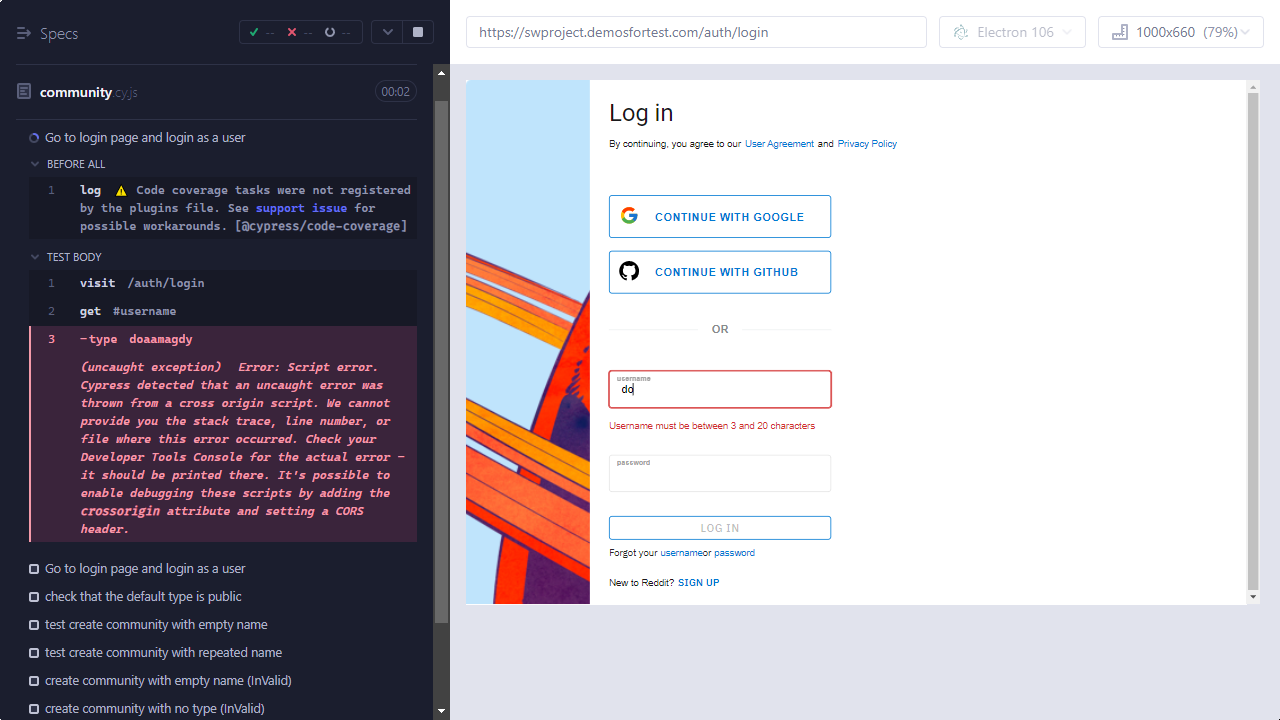 Specs
--
--
--
community.cy.js
00:02
Go to login page and login as a user
BEFORE ALL
1 log ⚠ Code coverage tasks were not registered
by the plugins file. See support issue for
possible workarounds. [@cypress/code-coverage]
TEST BODY
1 visit /auth/login
2 get #username
3 -type doaamagdy
(uncaught exception) Error: Script error.
Cypress detected that an uncaught error was
thrown from a cross origin script. We cannot
provide you the stack trace, line number, or
file where this error occurred. Check your
Developer Tools Console for the actual error –
it should be printed there. It's possible to
enable debugging these scripts by adding the
crossorigin attribute and setting a CORS
header.
Go to login page and login as a user
check that the default type is public
test create community with empty name
test create community with repeated name
create community with empty name (InValid)
create community with no type (InValid)
https://swproject.demosfortest.com/auth/login
Electron 106
1000x660 (79%)
Log in
By continuing, you agree to our User Agreement and Privacy Policy
CONTINUE WITH GOOGLE
CONTINUE WITH GITHUB
OR
username
do
Username must be between 3 and 20 characters
password
LOG IN
Forgot your usernameor password
New to Reddit? SIGN UP